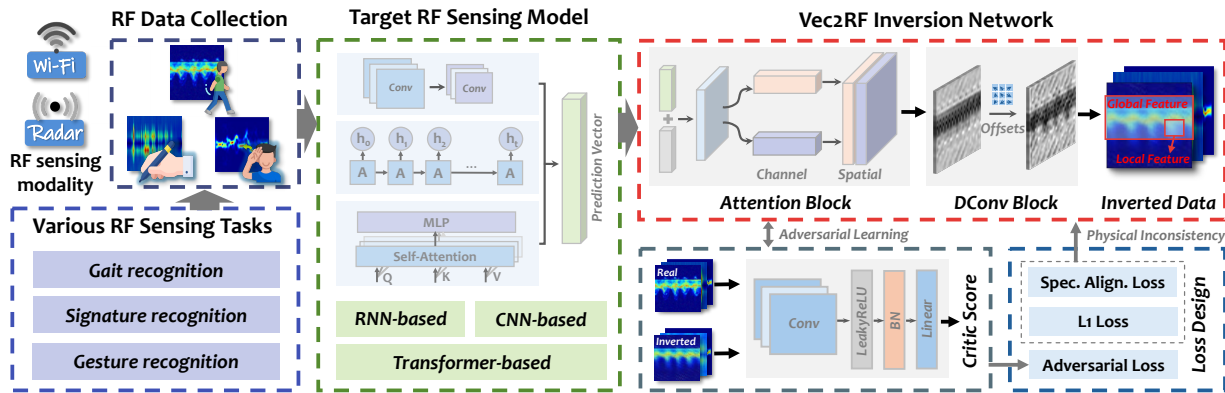 RF Data Collection
Wi-Fi
Radar
RF sensing
modality
Various RF Sensing Tasks
Gait recognition
Signature recognition
Gesture recognition
Target RF Sensing Model
Conv
Conv
h0
h1
h2
ht
A
A
A
...
A
MLP
Self-Attention
Q
K
V
Prediction Vector
RNN-based
CNN-based
Transformer-based
Vec2RF Inversion Network
+
Channel
Spatial
Attention Block
Offsets
DConv Block
Global Feature
Local Feature
Inverted Data
Adversarial Learning
Physical Inconsistency
Real
Inverted
Conv
LeakyReLU
BN
Linear
Critic Score
Spec. Align. Loss
L1 Loss
Adversarial Loss
Loss Design